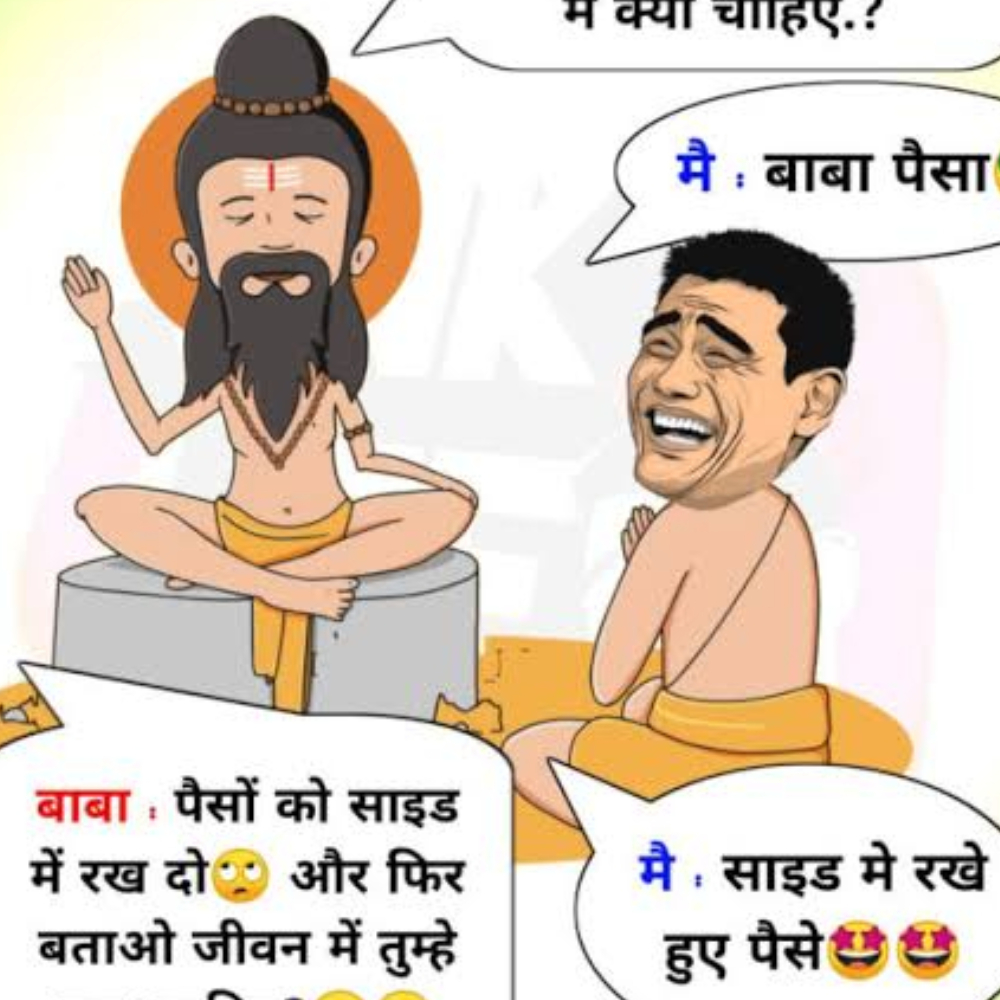 में क्या चाहिए.?
मै : बाबा पैसा
बाबा : पैसों को साइड
में रख दो🙄 और फिर
बताओ जीवन में तुम्हे
मै : साइड मे रखे
हुए पैसे🤩🤩